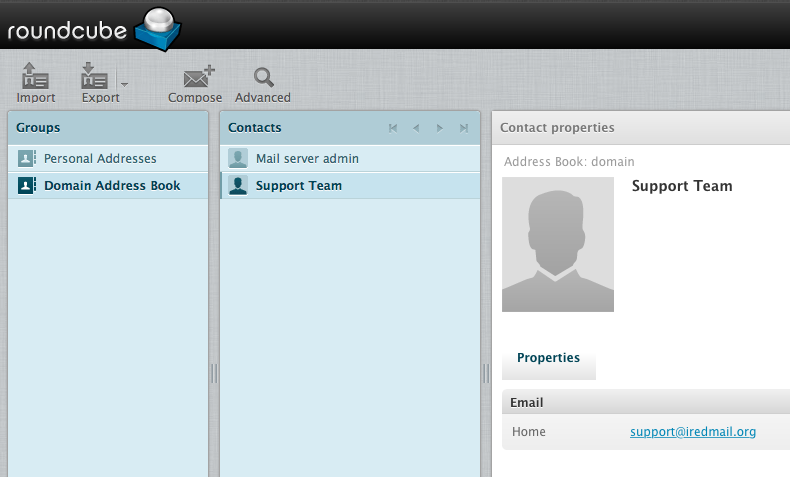 roundcube
Import Export Compose Advanced
Groups
Personal Addresses
Domain Address Book
Contacts
Mail server admin
Support Team
Contact properties
Address Book: domain
Support Team
Properties
Email
Home support@iredmail.org